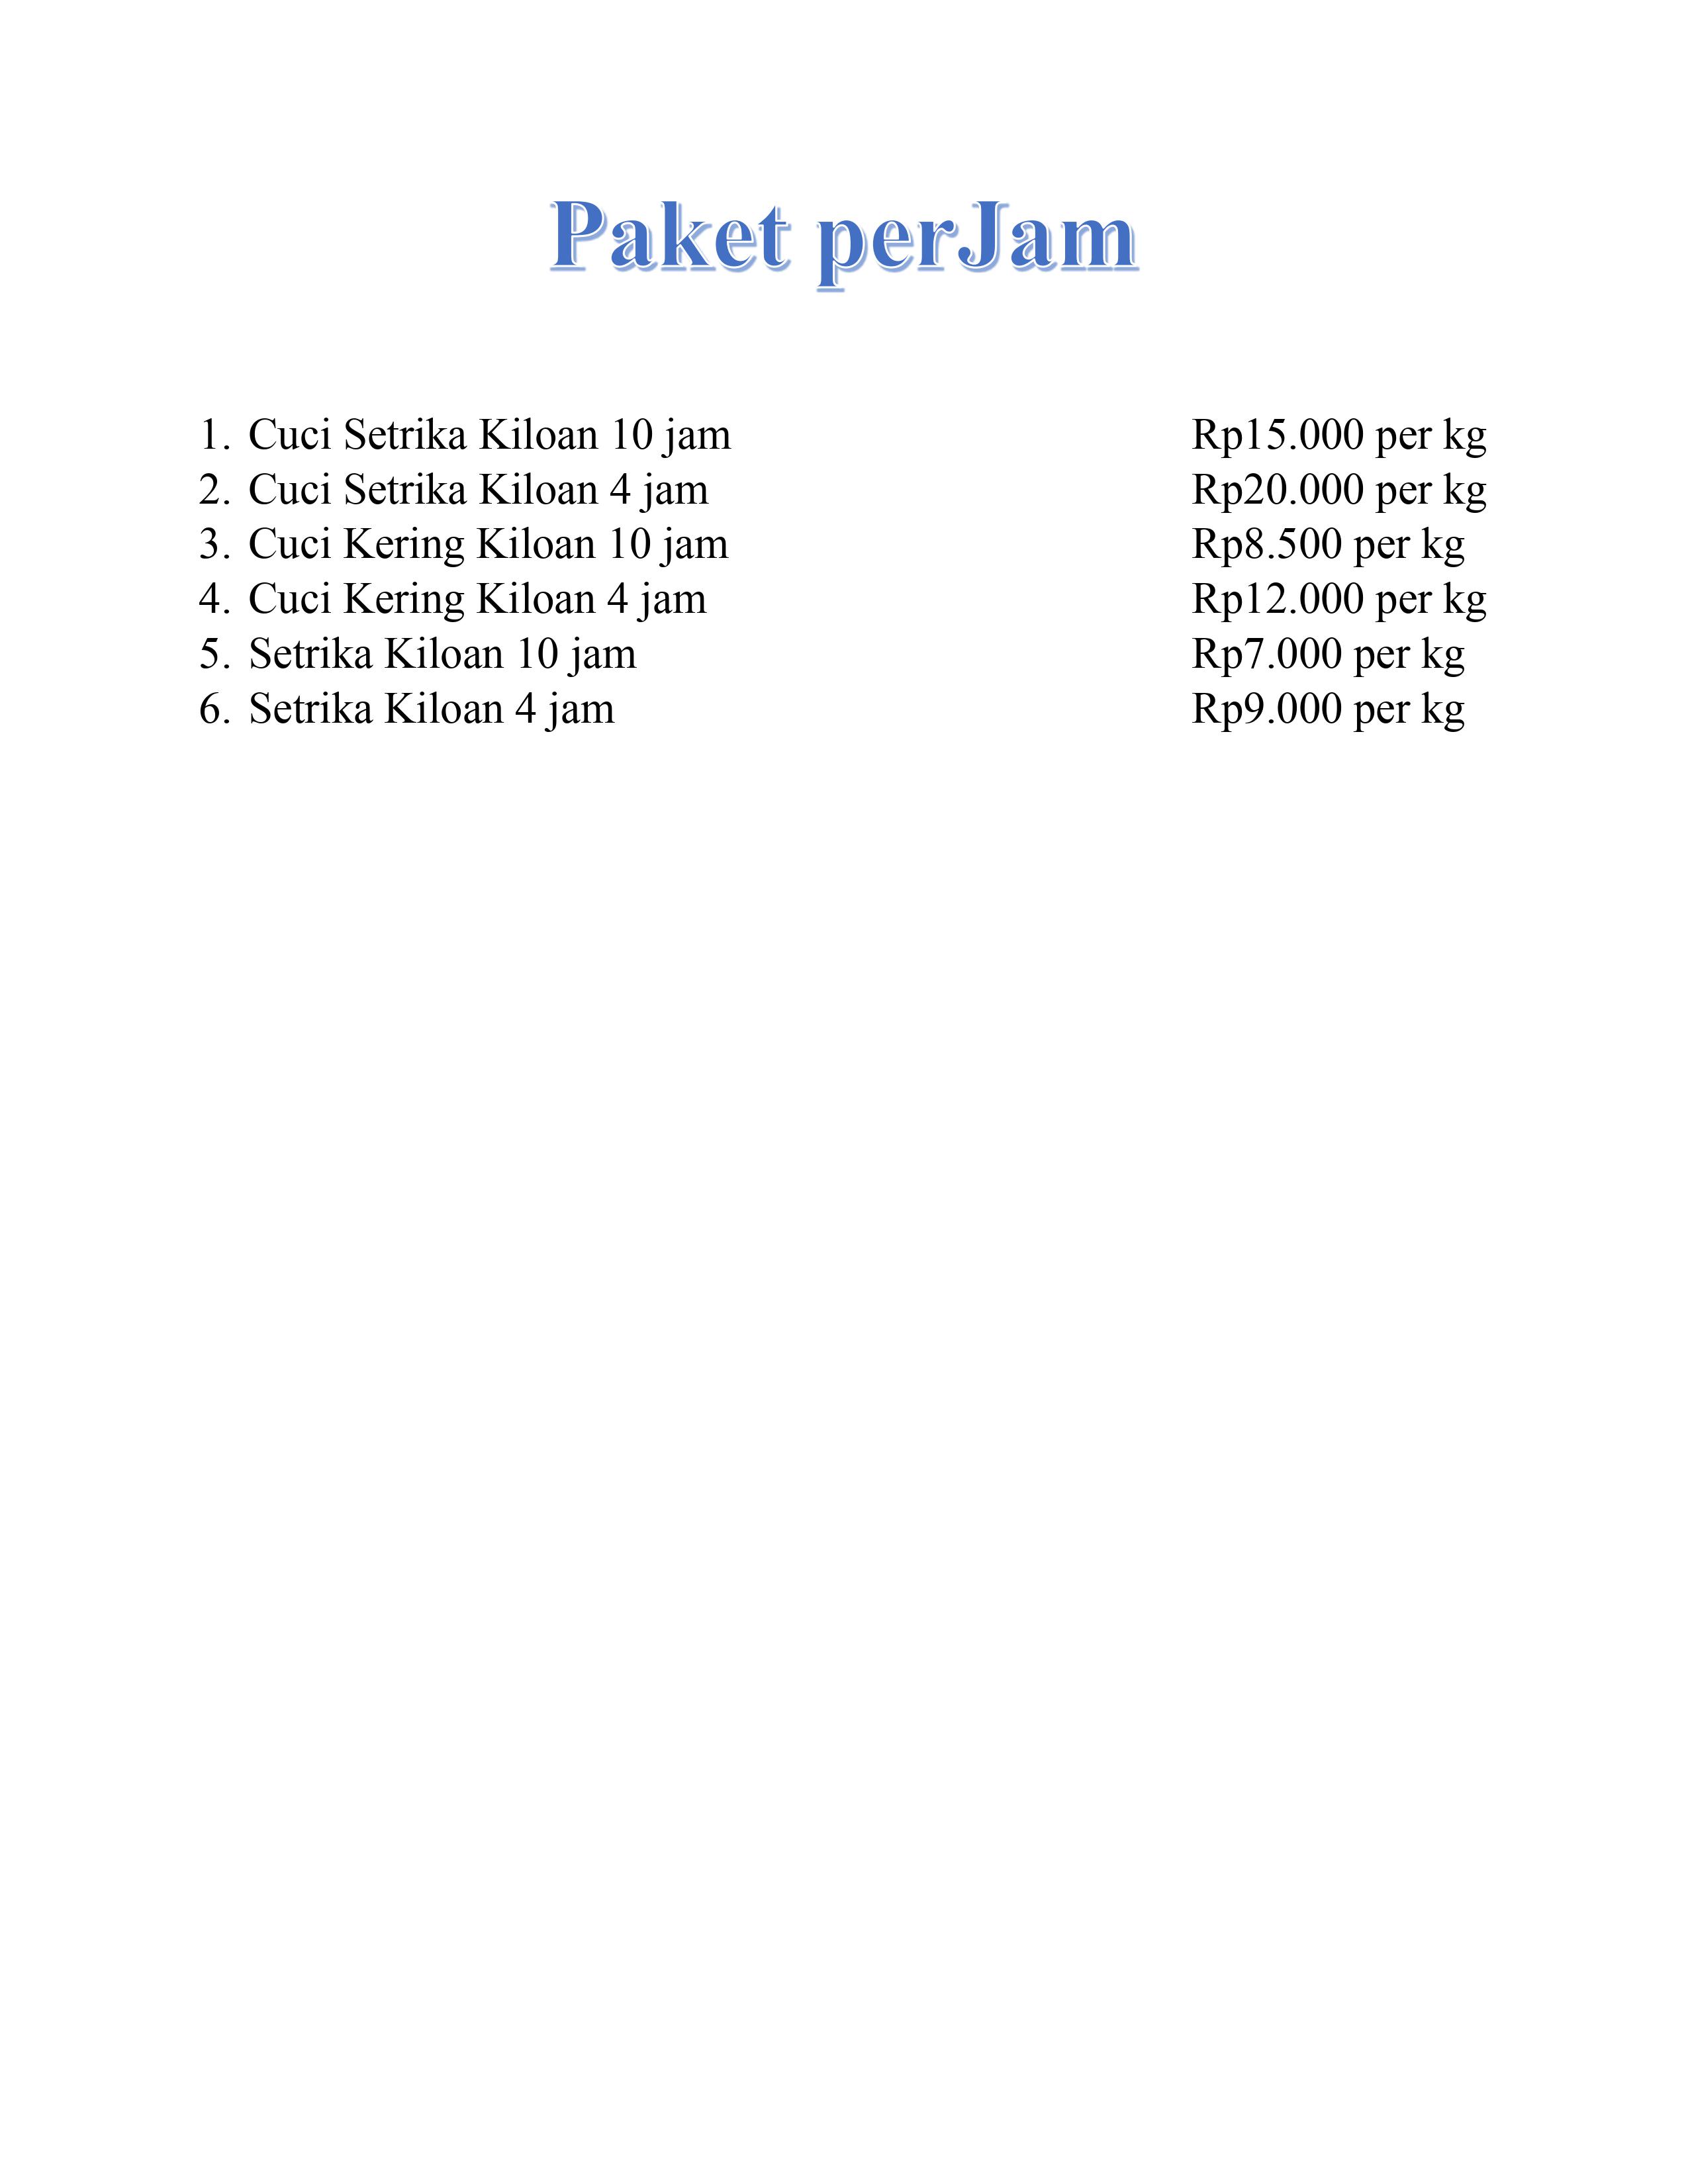 Paket perJam
1. Cuci Setrika Kiloan 10 jam Rp15.000 per kg
2. Cuci Setrika Kiloan 4 jam Rp20.000 per kg
3. Cuci Kering Kiloan 10 jam Rp8.500 per kg
4. Cuci Kering Kiloan 4 jam Rp12.000 per kg
5. Setrika Kiloan 10 jam Rp7.000 per kg
6. Setrika Kiloan 4 jam Rp9.000 per kg